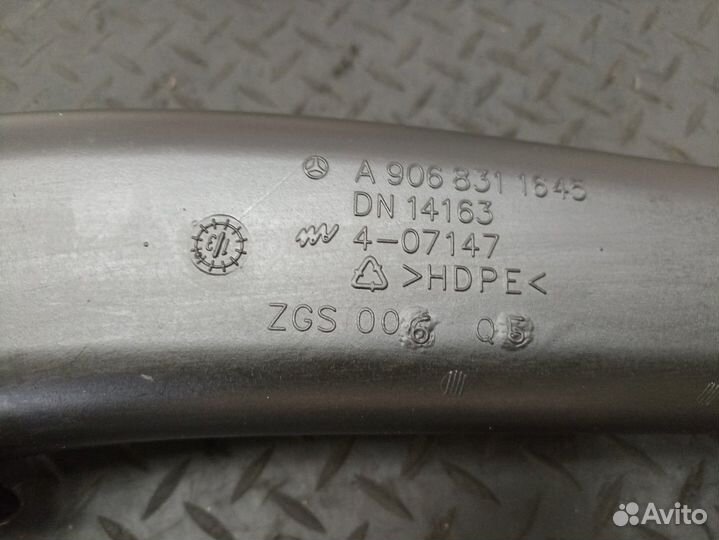 A 906 831 1645
DN 14163
4-07147
>HDPE<
ZGS 006 Q5
Avito